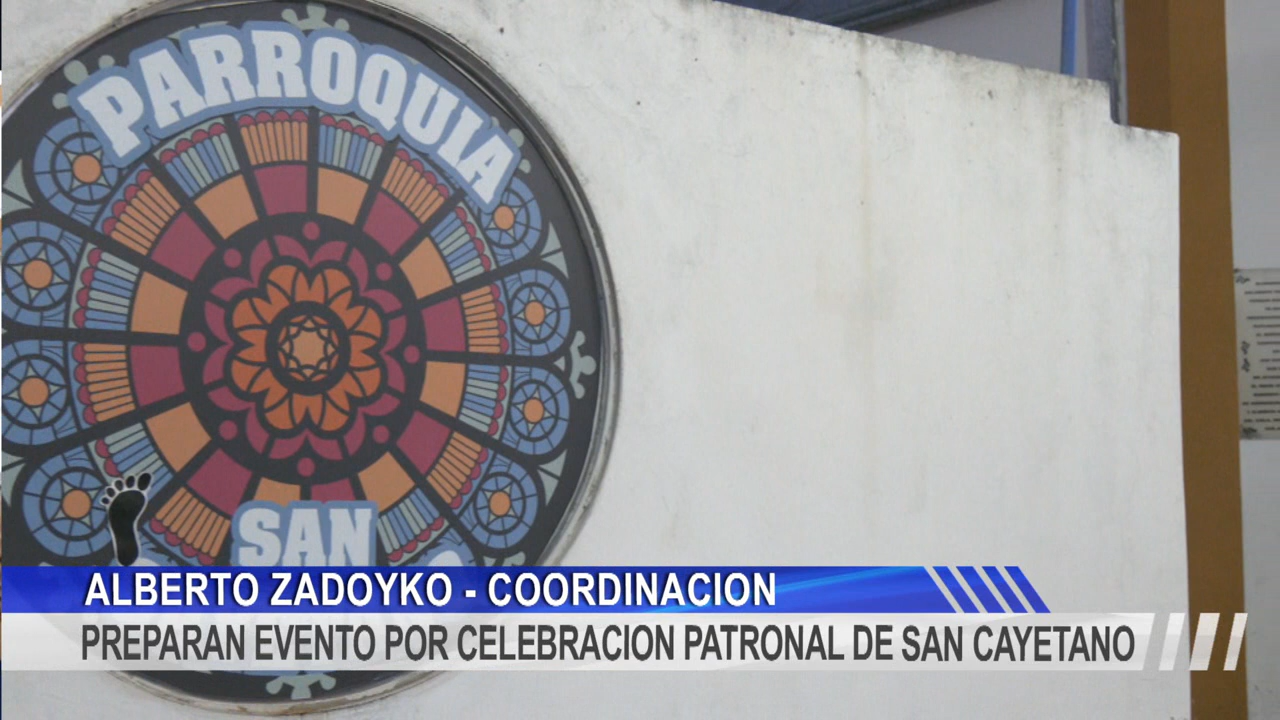 PARROQUIA
SAN
ALBERTO ZADOYKO - COORDINACION
PREPARAN EVENTO POR CELEBRACION PATRONAL DE SAN CAYETANO